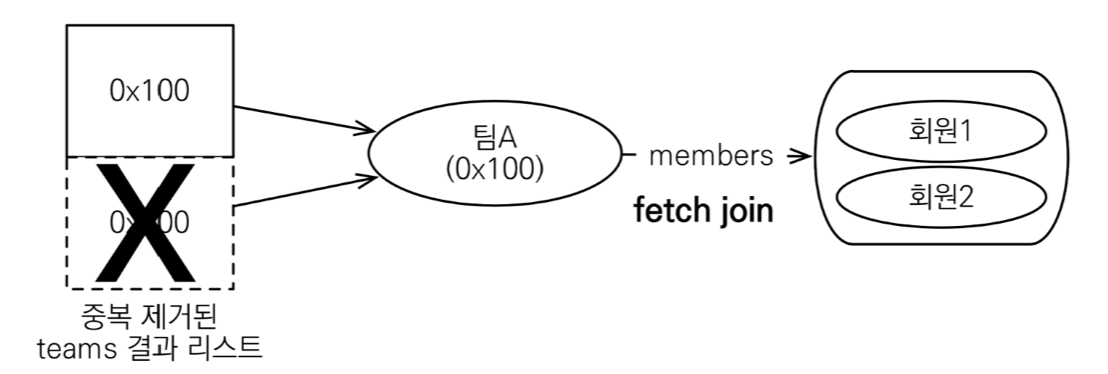 0x100
0x100
중복 제거된
teams 결과 리스트
팀A
(0x100)
members
fetch join
회원1
회원2